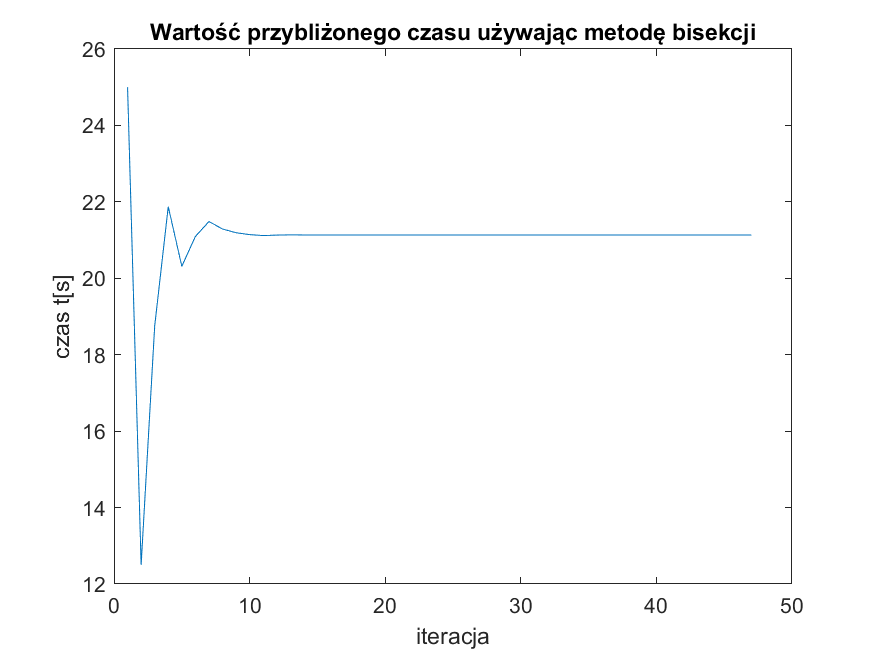 Wartość przybliżonego czasu używając metodę bisekcji
26
24
22
20
18
16
14
12
czas t[s]
0 10 20 30 40 50
iteracja